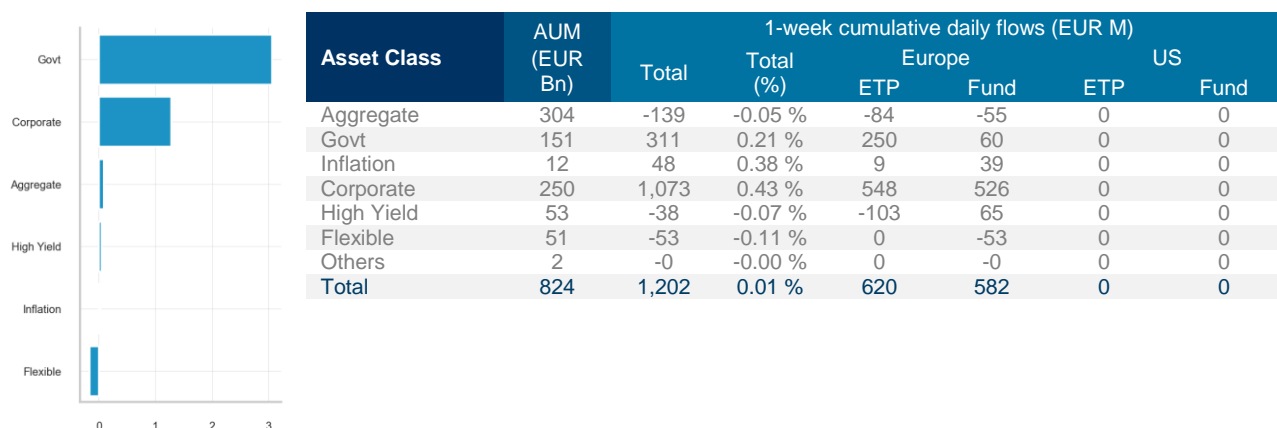 Govt
Corporate
Aggregate
High Yield
Inflation
Flexible
0 1 2 3
Asset Class AUM (EUR Bn) 1-week cumulative daily flows (EUR M)
Total Total (%) Europe US
ETP Fund ETP Fund
Aggregate 304 -139 -0.05 % -84 -55 0 0
Govt 151 311 0.21 % 250 60 0 0
Inflation 12 48 0.38 % 9 39 0 0
Corporate 250 1,073 0.43 % 548 526 0 0
High Yield 53 -38 -0.07 % -103 65 0 0
Flexible 51 -53 -0.11 % 0 -53 0 0
Others 2 -0 -0.00 % 0 -0 0 0
Total 824 1,202 0.01 % 620 582 0 0